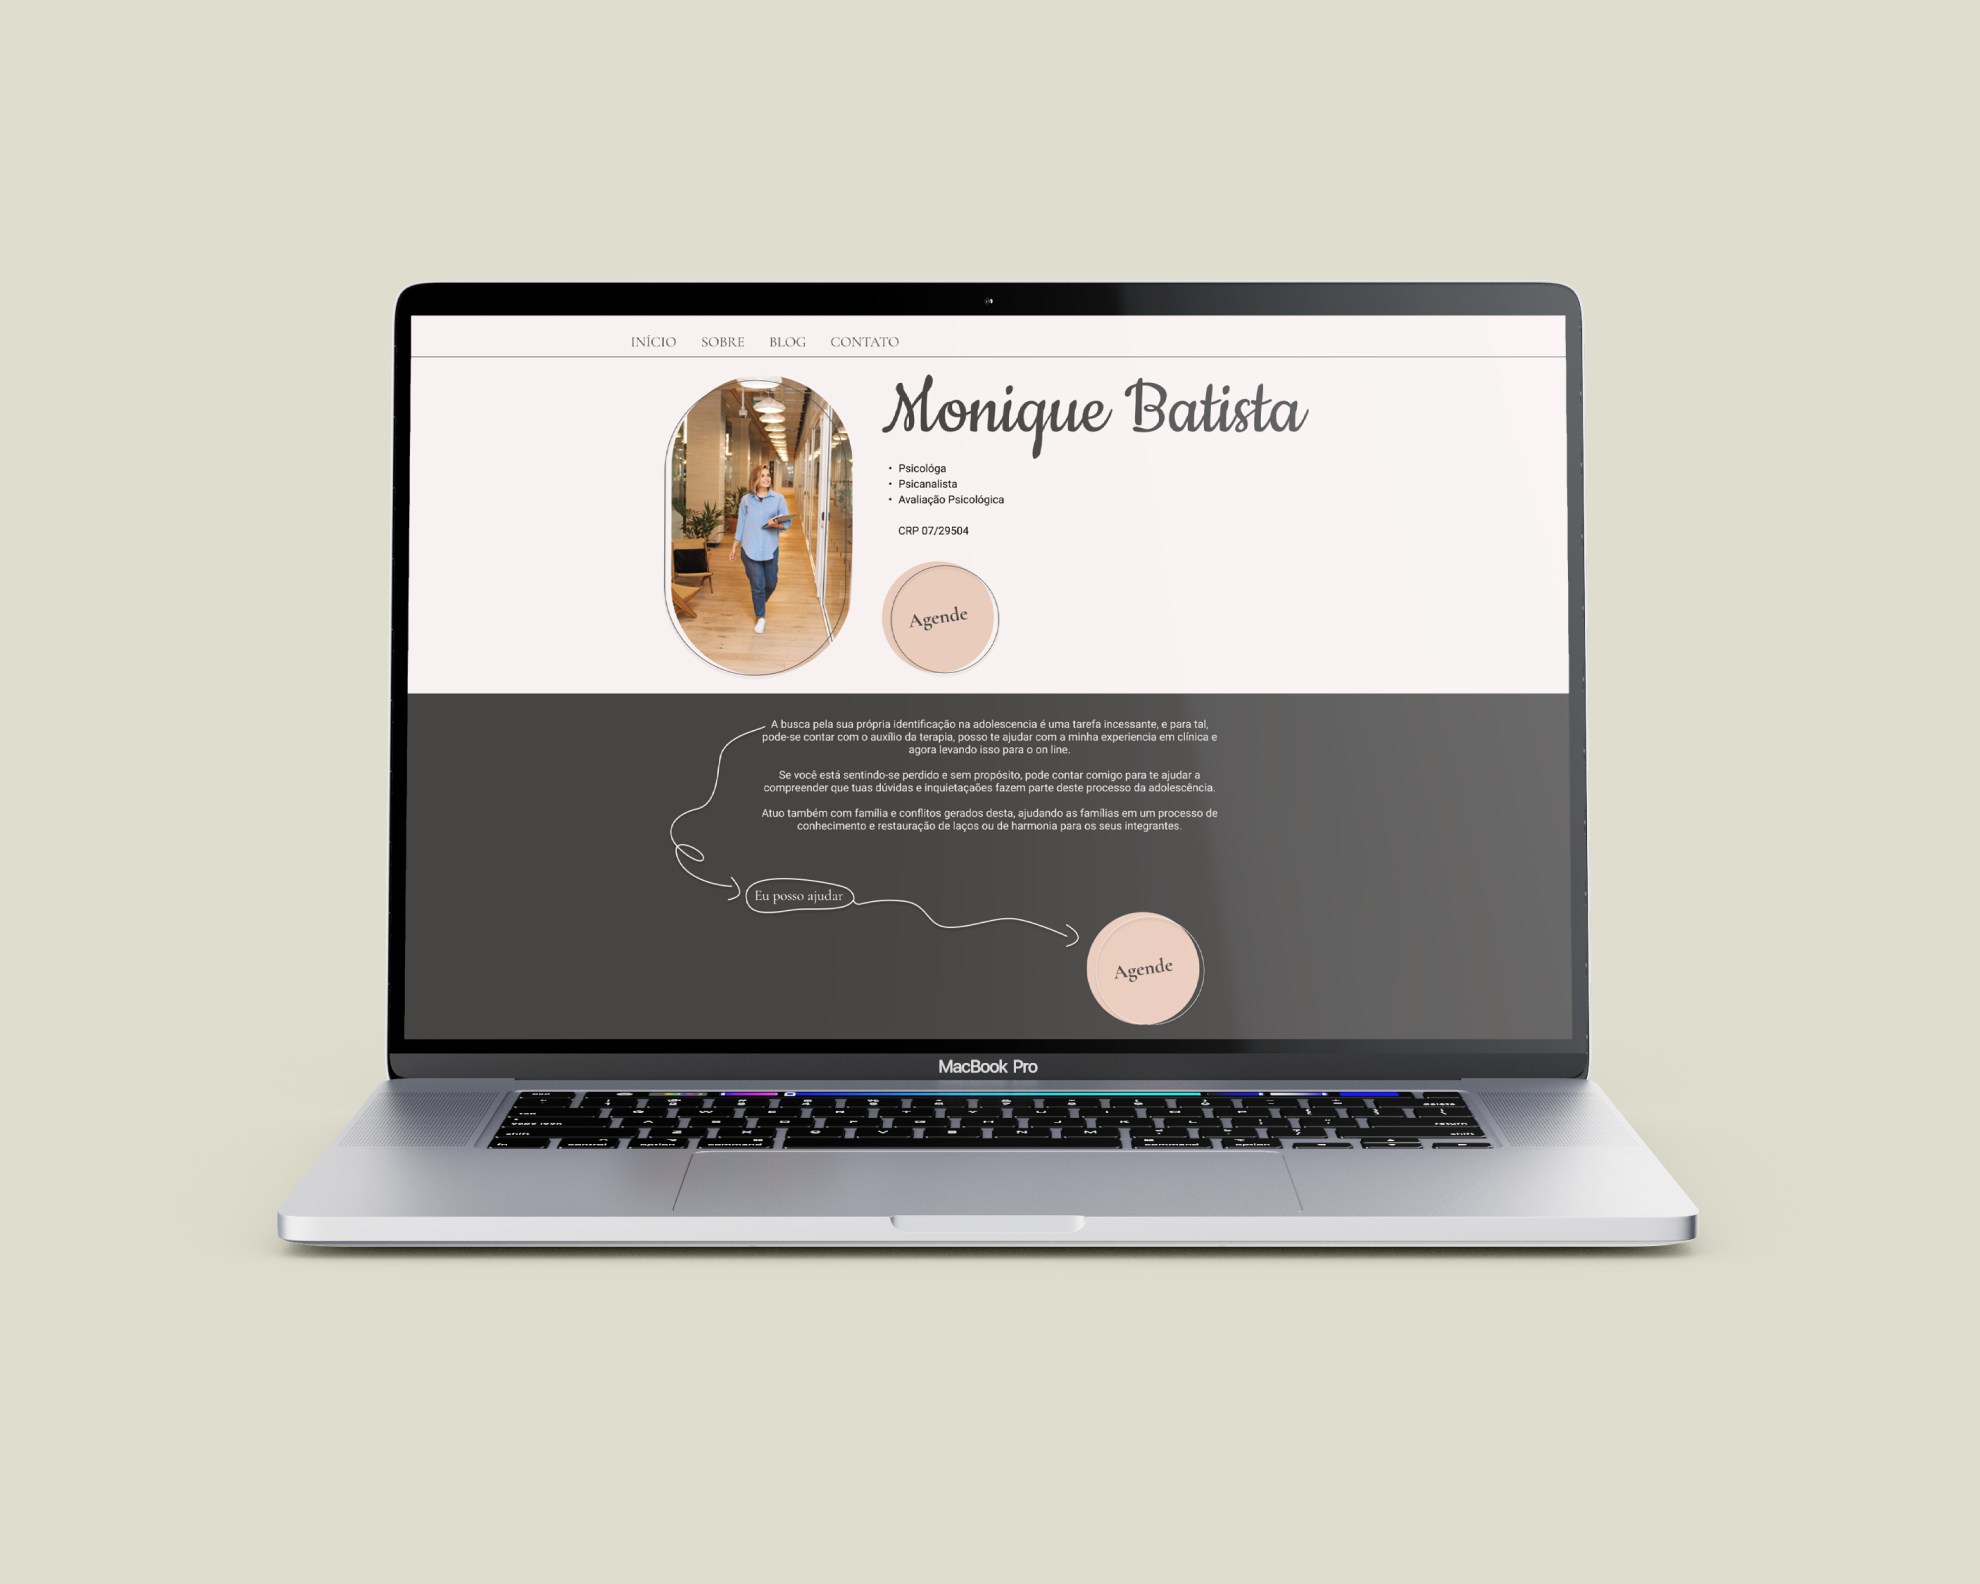 INÍCIO SOBRE BLOG CONTATO
Monique Batista
• Psicológa
• Psicanalista
• Avaliação Psicológica
CRP 07/29504
Agende
A busca pela sua própria identificação na adolescencia é uma tarefa incessante, e para tal,
pode-se contar com o auxílio da terapia, posso te ajudar com a minha experiencia em clínica e
agora levando isso para o on line.
Se você está sentindo-se perdido e sem propósito, pode contar comigo para te ajudar a
compreender que tuas dúvidas e inquietaçaões fazem parte deste processo da adolescência.
Atuo também com família e conflitos gerados desta, ajudando as famílias em um processo de
conhecimento e restauração de laços ou de harmonia para os seus integrantes.
Eu posso ajudar
Agende
MacBook Pro